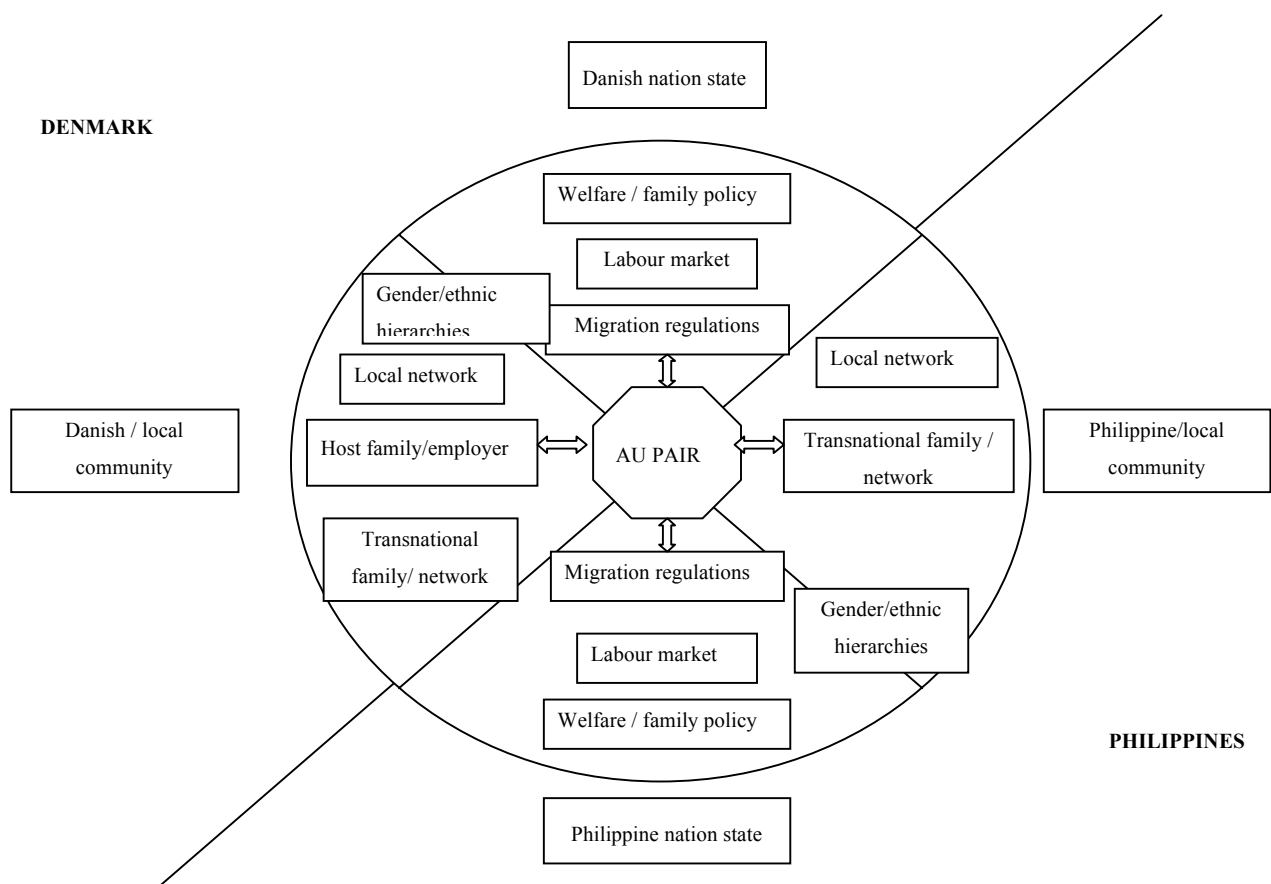 Danish nation state
DENMARK
Welfare / family policy
Labour market
Gender/ethnic
hierarchies
Migration regulations
Local network
Local network
Danish / local
community
Host family/employer
AU PAIR
Transnational family /
network
Philippine/local
community
Transnational
family/ network
Migration regulations
Gender/ethnic
hierarchies
Labour market
Welfare / family policy
PHILIPPINES
Philippine nation state